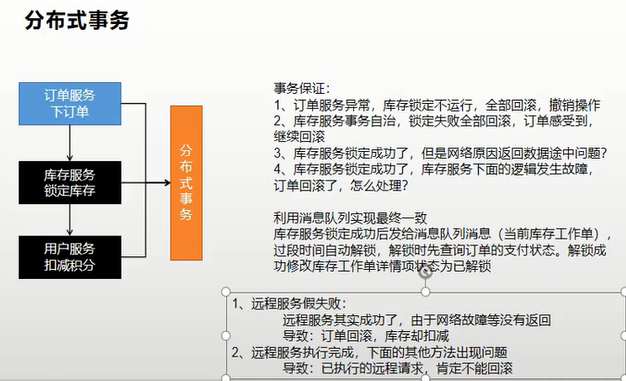 分布式事务
订单服务
下订单
库存服务
锁定库存
用户服务
扣减积分
分布式事务
事务保证:
1、订单服务异常,库存锁定不运行,全部回滚,撤销操作
2、库存服务事务自治,锁定失败全部回滚,订单感受到,
继续回滚
3、库存服务锁定成功了,但是网络原因返回数据途中问题?
4、库存服务锁定成功了,库存服务下面的逻辑发生故障,
订单回滚了,怎么处理?
利用消息队列实现最终一致
库存服务锁定成功后发给消息队列消息(当前库存工作单),
过段时间自动解锁,解锁时先查询订单的支付状态。解锁成
功修改库存工作单详情项状态为已解锁
1、远程服务假失败:
远程服务其实成功了,由于网络故障等没有返回
导致:订单回滚,库存却扣减
2、远程服务执行完成,下面的其他方法出现问题
导致:已执行的远程请求,肯定不能回滚